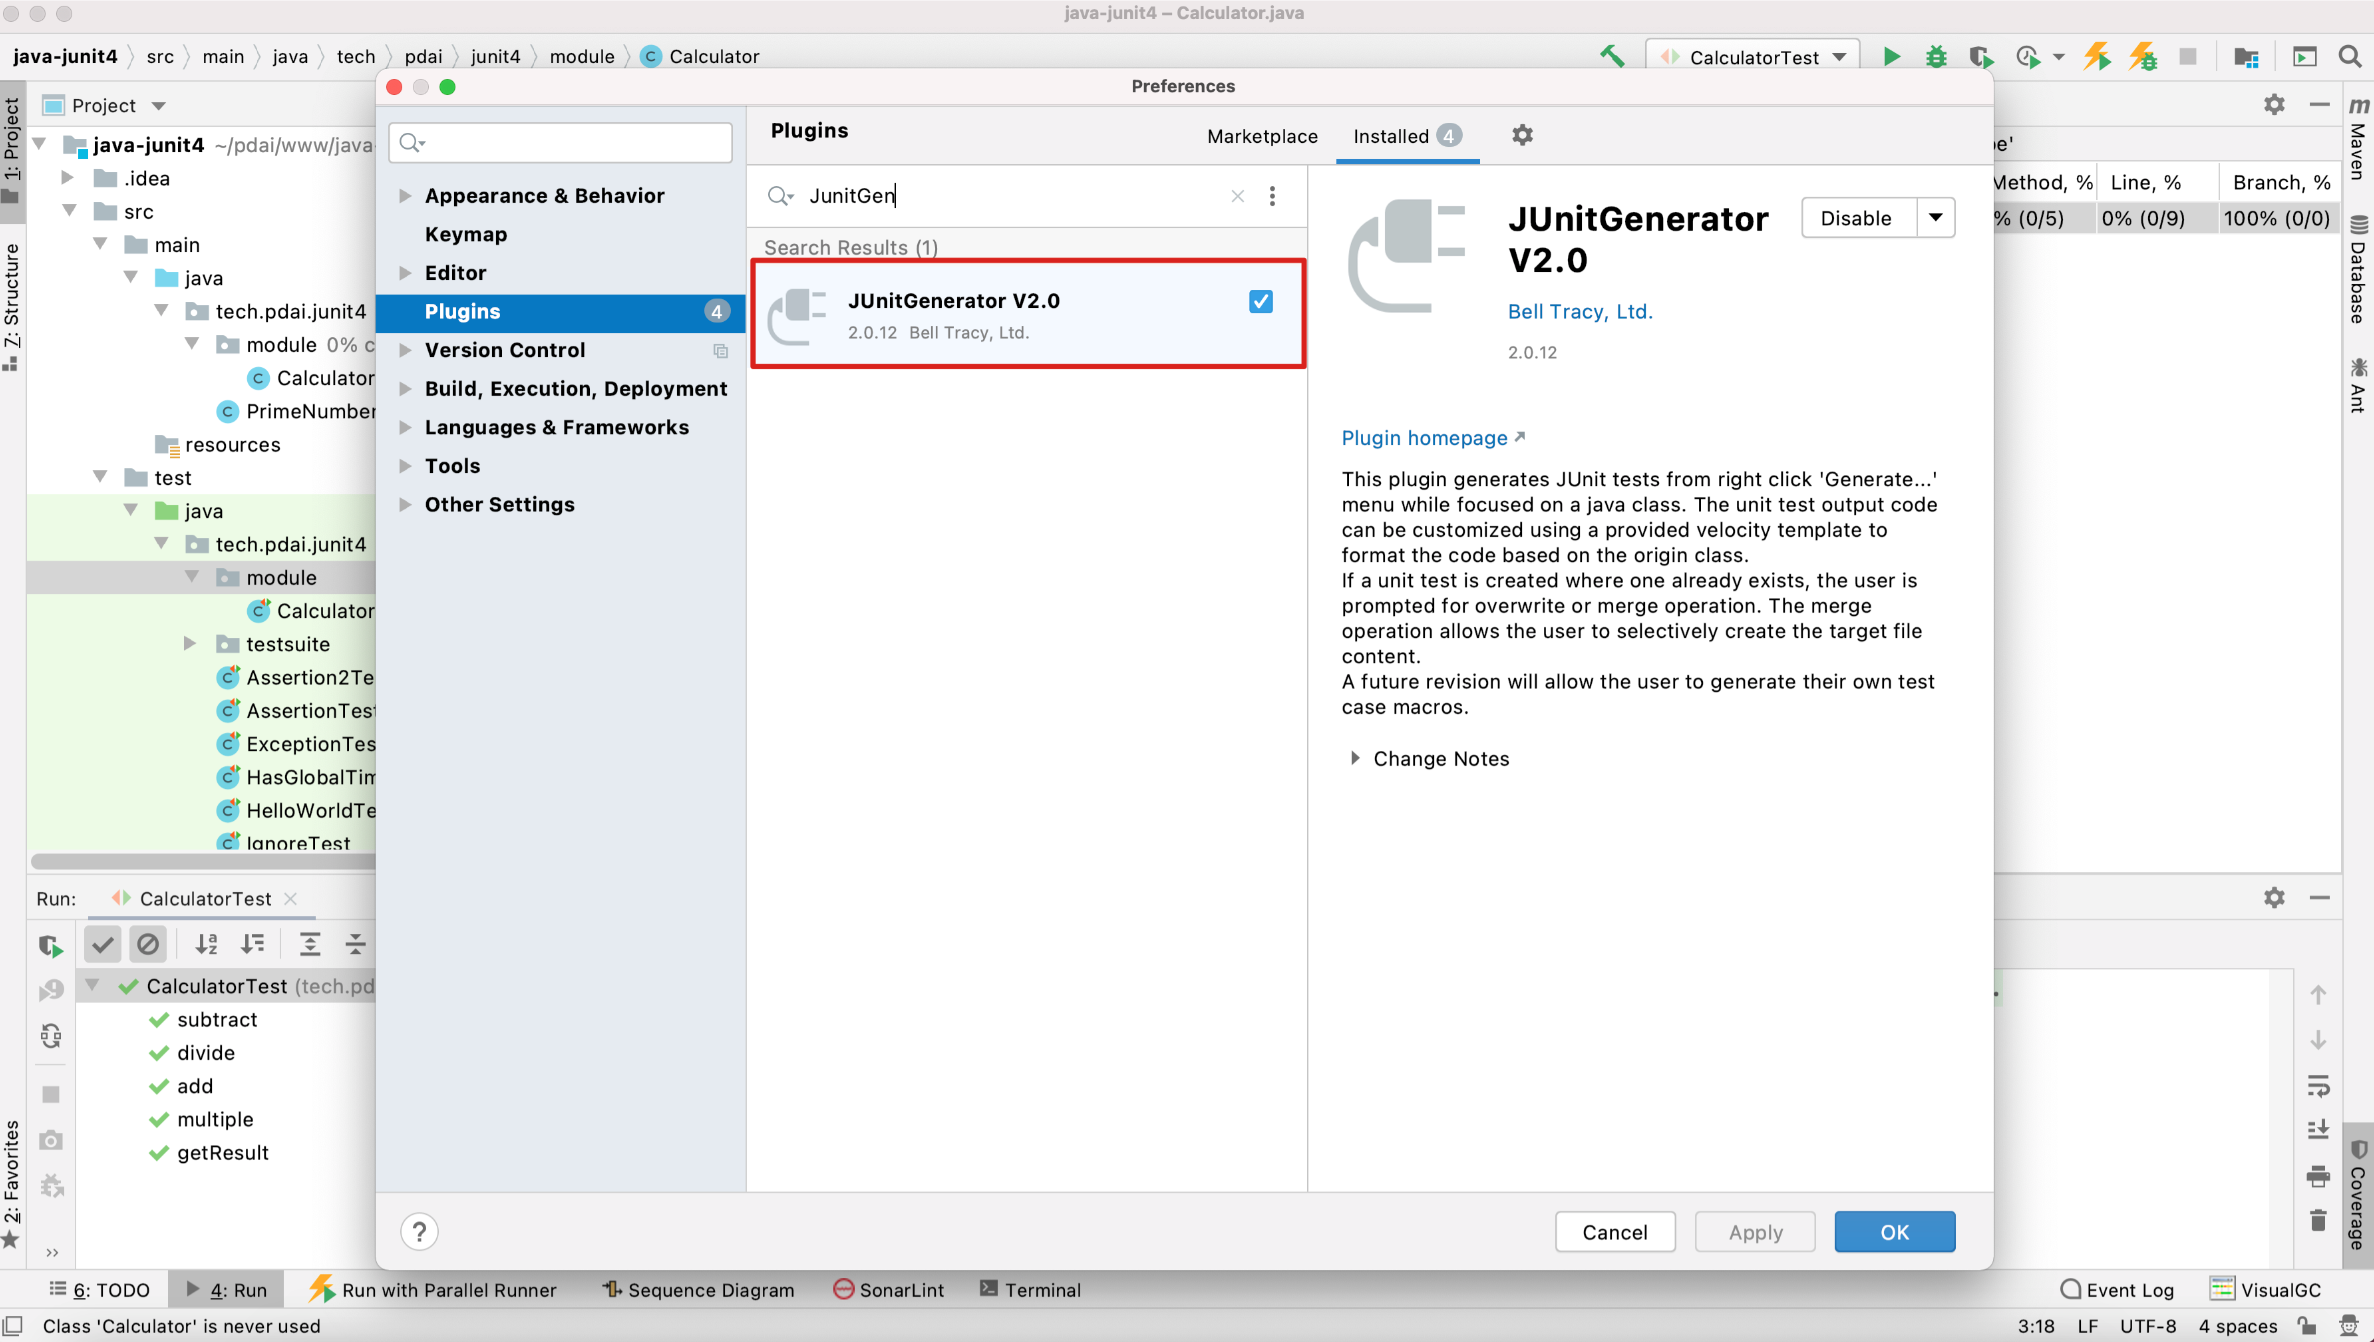 java-junit4 – Calculator.java
java-junit4 src main java tech pdai junit4 module Calculator
CalculatorTest
Preferences
1: Project
7: Structure
2: Favorites
Project
java-junit4 ~/pdai/www/java-
.idea
src
main
java
tech.pdai.junit4
module 0% c
Calculator
PrimeNumber
resources
test
java
tech.pdai.junit4
module
Calculator
testsuite
Assertion2Te
AssertionTest
ExceptionTes
HasGlobalTim
HelloWorldTe
IgnoreTest
Appearance & Behavior
Keymap
Editor
Plugins 4
Version Control
Build, Execution, Deployment
Languages & Frameworks
Tools
Other Settings
Plugins
Marketplace Installed 4
JunitGen
Search Results (1)
JUnitGenerator V2.0
2.0.12 Bell Tracy, Ltd.
JUnitGenerator
V2.0
Disable
Bell Tracy, Ltd.
2.0.12
Plugin homepage
This plugin generates JUnit tests from right click 'Generate...'
menu while focused on a java class. The unit test output code
can be customized using a provided velocity template to
format the code based on the origin class.
If a unit test is created where one already exists, the user is
prompted for overwrite or merge operation. The merge
operation allows the user to selectively create the target file
content.
A future revision will allow the user to generate their own test
case macros.
Change Notes
? Cancel Apply OK
Method, % Line, % Branch, %
% (0/5) 0% (0/9) 100% (0/0)
m Maven
Database
Ant
Coverage
Run: CalculatorTest
CalculatorTest (tech.pd
subtract
divide
add
multiple
getResult
6: TODO 4: Run Run with Parallel Runner Sequence Diagram SonarLint Terminal Event Log VisualGC
Class 'Calculator' is never used 3:18 LF UTF-8 4 spaces